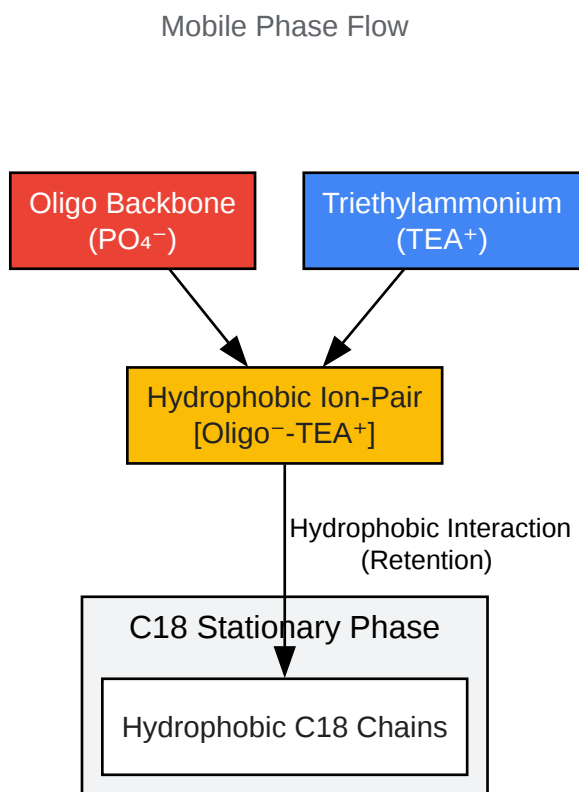 Mobile Phase Flow
Oligo Backbone
(PO₄⁻)
Triethylammonium
(TEA⁺)
Hydrophobic Ion-Pair
[Oligo⁻-TEA⁺]
Hydrophobic Interaction
(Retention)
C18 Stationary Phase
Hydrophobic C18 Chains